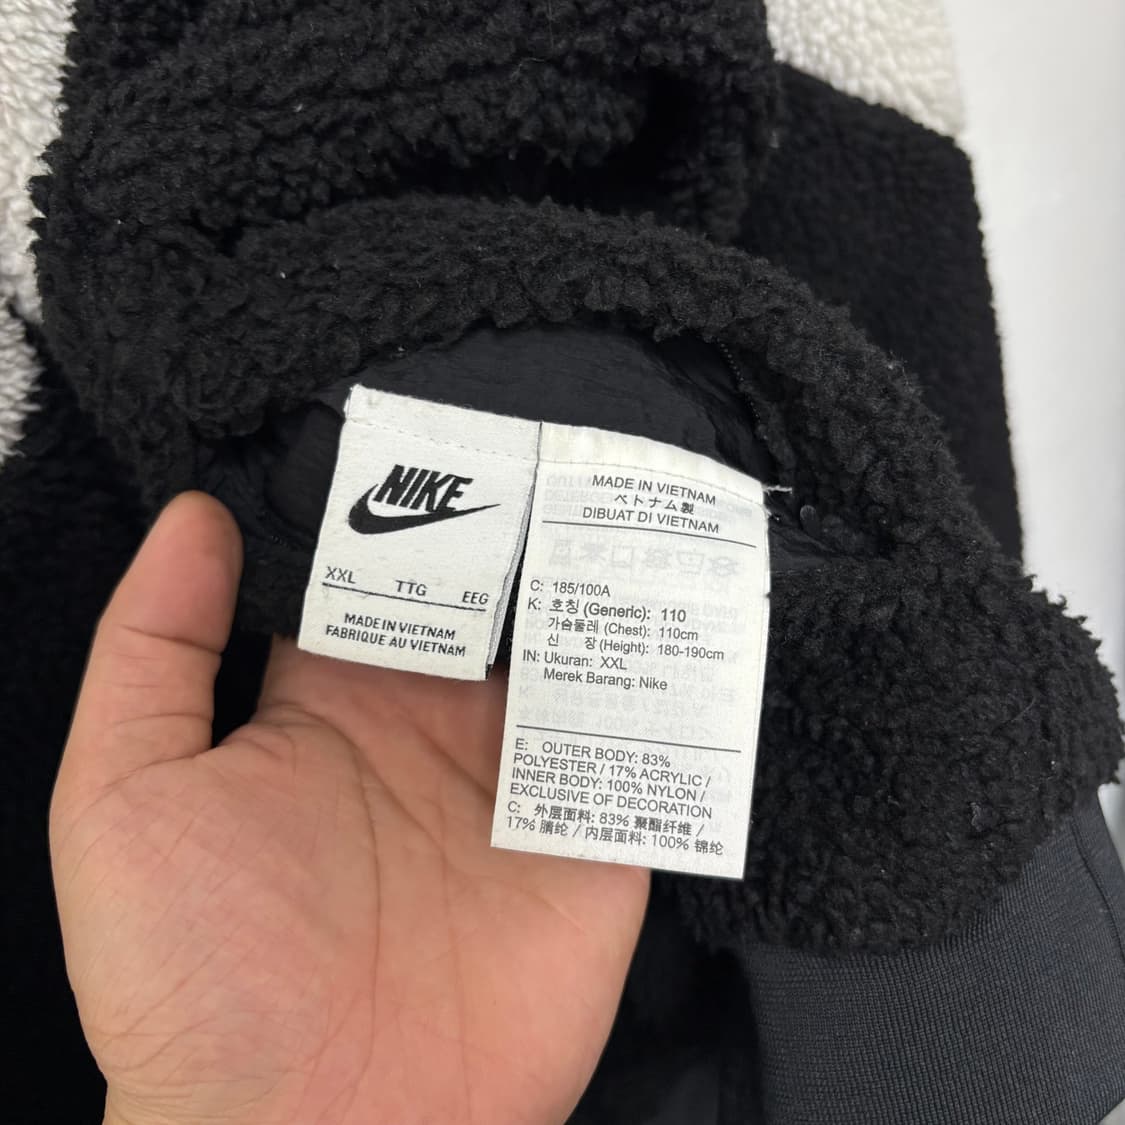 NIKE
XXL TTG EEG
MADE IN VIETNAM
FABRIQUE AU VIETNAM
MADE IN VIETNAM
ベトナム製
DIBUAT DI VIETNAM
C: 185/100A
K: 호칭 (Generic): 110
가슴둘레 (Chest): 110cm
신 장 (Height): 180-190cm
IN: Ukuran: XXL
Merek Barang: Nike
E: OUTER BODY: 83%
POLYESTER / 17% ACRYLIC /
INNER BODY: 100% NYLON /
EXCLUSIVE OF DECORATION
C: 外层面料: 83% 聚酯纤维 /
17% 腈纶 / 内层面料: 100% 锦纶